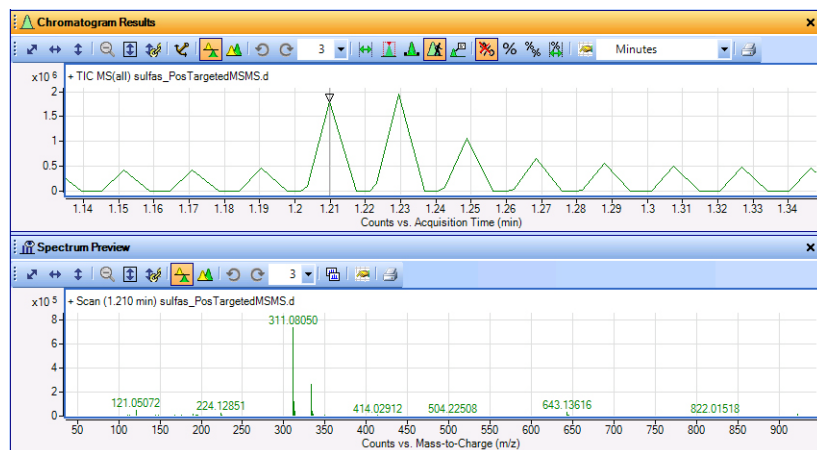 Chromatogram Results
3 % % Minutes
x10 6 + TIC MS(all) sulfas_PosTargetedMSMS.d
2
1.5
1
0.5
0
1.14 1.15 1.16 1.17 1.18 1.19 1.2 1.21 1.22 1.23 1.24 1.25 1.26 1.27 1.28 1.29 1.3 1.31 1.32 1.33 1.34
Counts vs. Acquisition Time (min)
Spectrum Preview
3
x10 5 + Scan (1.210 min) sulfas_PosTargetedMSMS.d
8
311.08050
6
4
2
121.05072 224.12851 414.02912 504.22508 643.13616 822.01518
0
50 100 150 200 250 300 350 400 450 500 550 600 650 700 750 800 850 900
Counts vs. Mass-to-Charge (m/z)